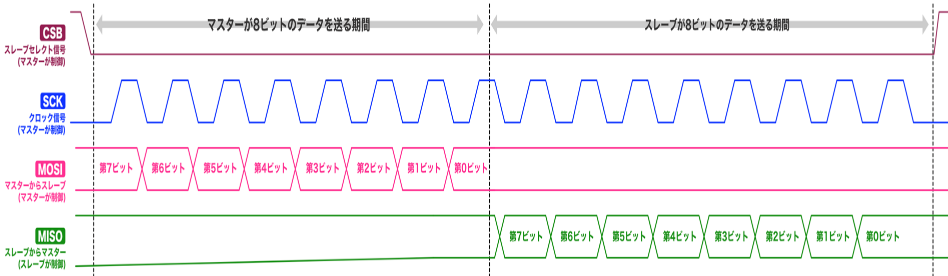 マスターが8ビットのデータを送る期間
スレーブが8ビットのデータを送る期間
CSB
スレーブセレクト信号
(マスターが制御)
SCK
クロック信号
(マスターが制御)
MOSI
マスターからスレーブ
(マスターが制御)
第7ビット 第6ビット 第5ビット 第4ビット 第3ビット 第2ビット 第1ビット 第0ビット
MISO
スレーブからマスター
(スレーブが制御)
第7ビット 第6ビット 第5ビット 第4ビット 第3ビット 第2ビット 第1ビット 第0ビット